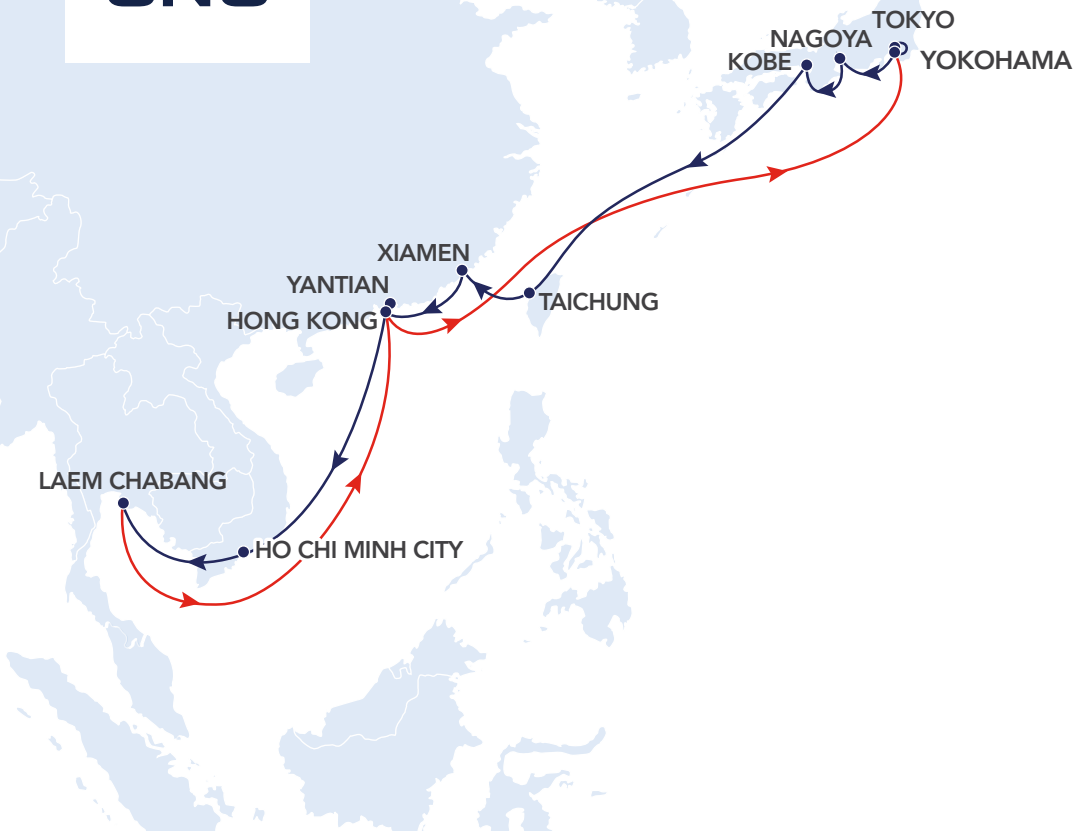 TOKYO
NAGOYA
KOBE
YOKOHAMA
XIAMEN
YANTIAN
TAICHUNG
HONG KONG
LAEM CHABANG
HO CHI MINH CITY